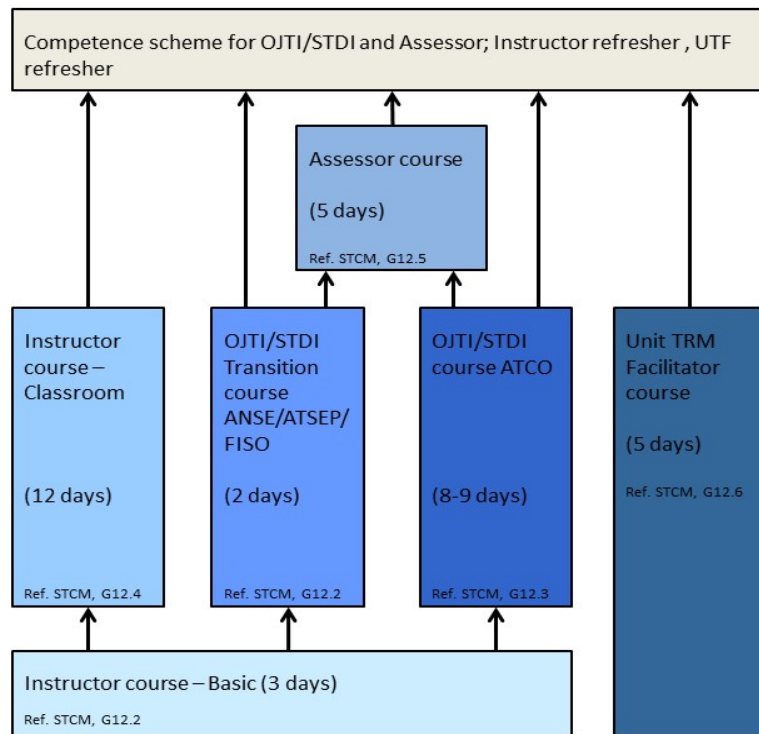 Competence scheme for OJTI/STDI and Assessor; Instructor refresher , UTF
refresher
Assessor course
(5 days)
Ref. STCM, G12.5
Instructor
course –
Classroom
(12 days)
Ref. STCM, G12.4
OJTI/STDI
Transition
course
ANSE/ATSEP/
FISO
(2 days)
Ref. STCM, G12.2
OJTI/STDI
course ATCO
(8-9 days)
Ref. STCM, G12.3
Unit TRM
Facilitator
course
(5 days)
Ref. STCM, G12.6
Instructor course – Basic (3 days)
Ref. STCM, G12.2